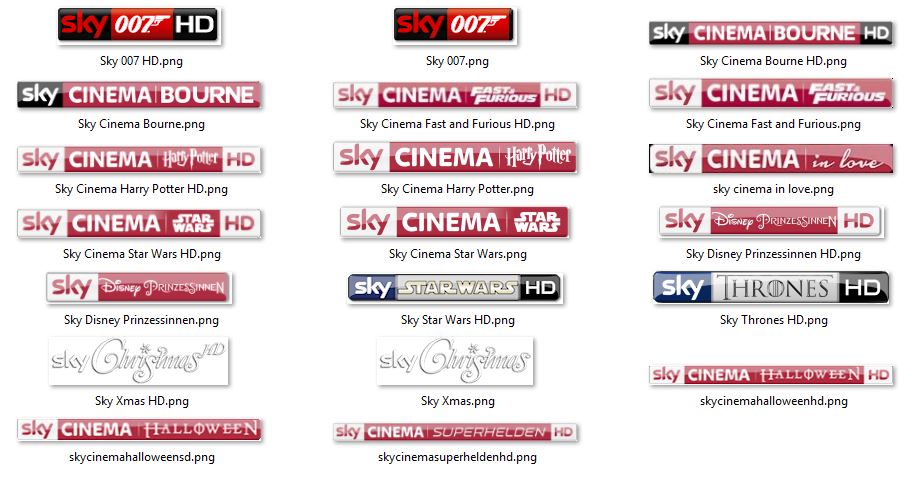 sky 007 HD
sky 007
sky CINEMA BOURNE HD
Sky 007 HD.png
Sky 007.png
Sky Cinema Bourne HD.png
sky CINEMA BOURNE
sky CINEMA FAST & FURIOUS HD
sky CINEMA FAST & FURIOUS
Sky Cinema Bourne.png
Sky Cinema Fast and Furious HD.png
Sky Cinema Fast and Furious.png
sky CINEMA Harry Potter HD
sky CINEMA Harry Potter
sky CINEMA in love
Sky Cinema Harry Potter HD.png
Sky Cinema Harry Potter.png
sky cinema in love.png
sky CINEMA STAR WARS HD
sky CINEMA STAR WARS
sky DISNEY PRINZESSINNEN HD
Sky Cinema Star Wars HD.png
Sky Cinema Star Wars.png
Sky Disney Prinzessinnen HD.png
sky DISNEY PRINZESSINNEN
sky STAR WARS HD
sky THRONES HD
Sky Disney Prinzessinnen.png
Sky Star Wars HD.png
Sky Thrones HD.png
sky Christmas HD
sky Christmas
sky CINEMA HALLOWEEN HD
Sky Xmas HD.png
Sky Xmas.png
skycinemahalloweenhd.png
sky CINEMA HALLOWEEN
sky CINEMA SUPERHELDEN HD
skycinemahalloweensd.png
skycinemasuperheldenhd.png